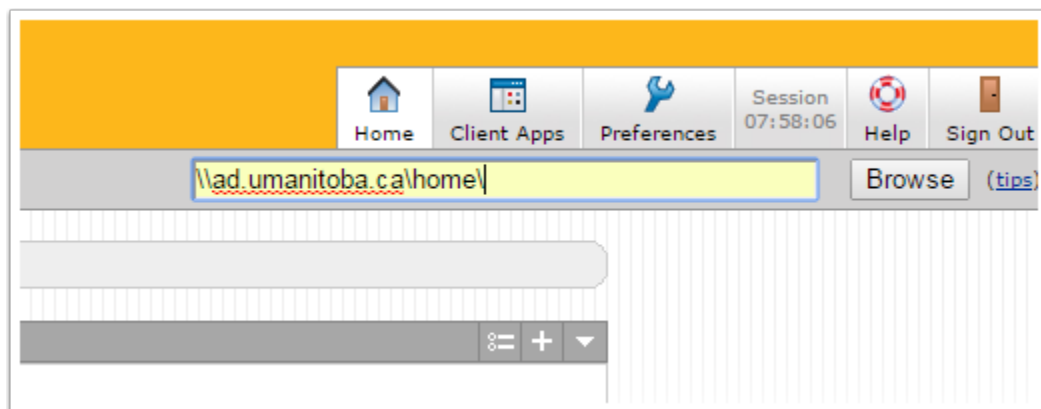 Home Client Apps Preferences Session 07:58:06 Help Sign Out
\\ad.umanitoba.ca\home\ Browse (tips)